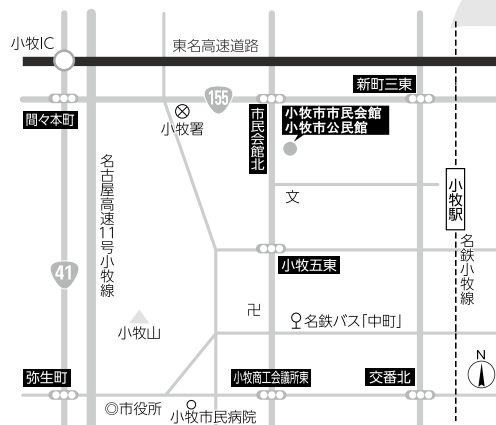 小牧IC
東名高速道路
新町三東
155
間々本町
小牧署
市民会館北
小牧市市民会館
小牧市公民館
名古屋高速11号小牧線
文
小牧駅
名鉄小牧線
41
小牧五東
卍
名鉄バス「中町」
小牧山
弥生町
小牧商工会議所東
交番北
N
◎市役所
小牧市民病院